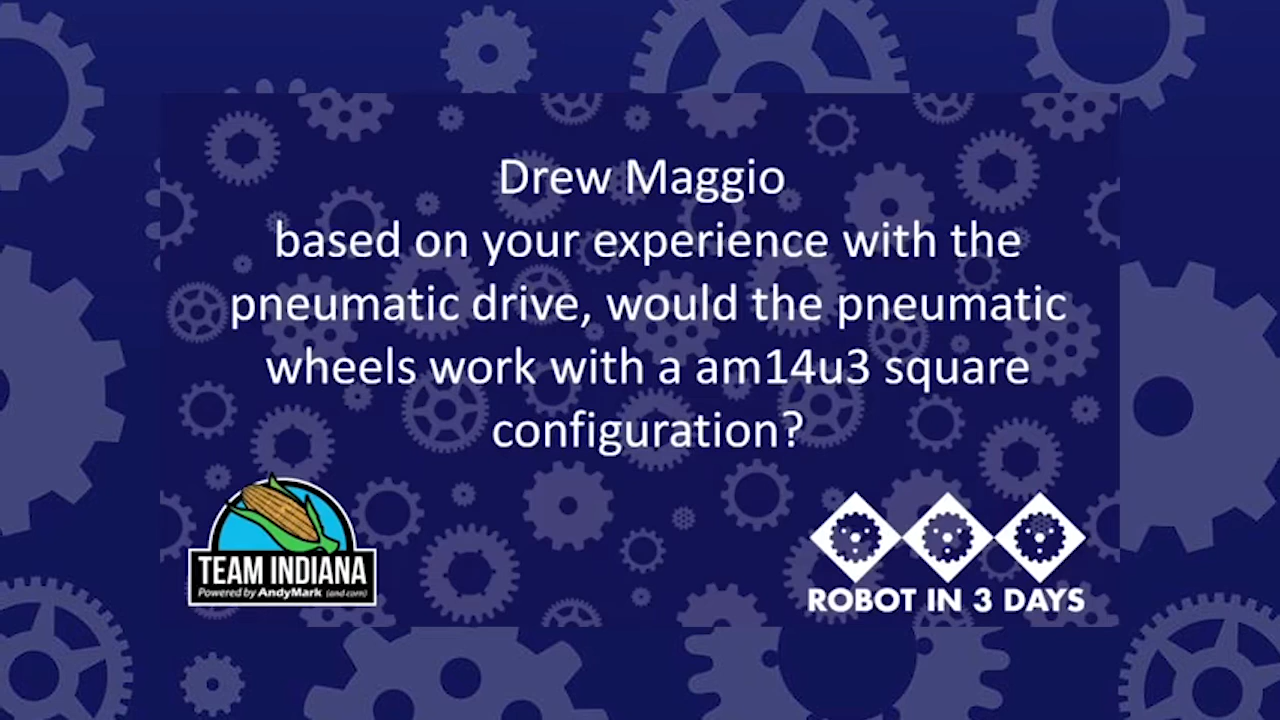 Drew Maggio
based on your experience with the
pneumatic drive, would the pneumatic
wheels work with a am14u3 square
configuration?
TEAM INDIANA
Powered by AndyMark (and corn)
ROBOT IN 3 DAYS